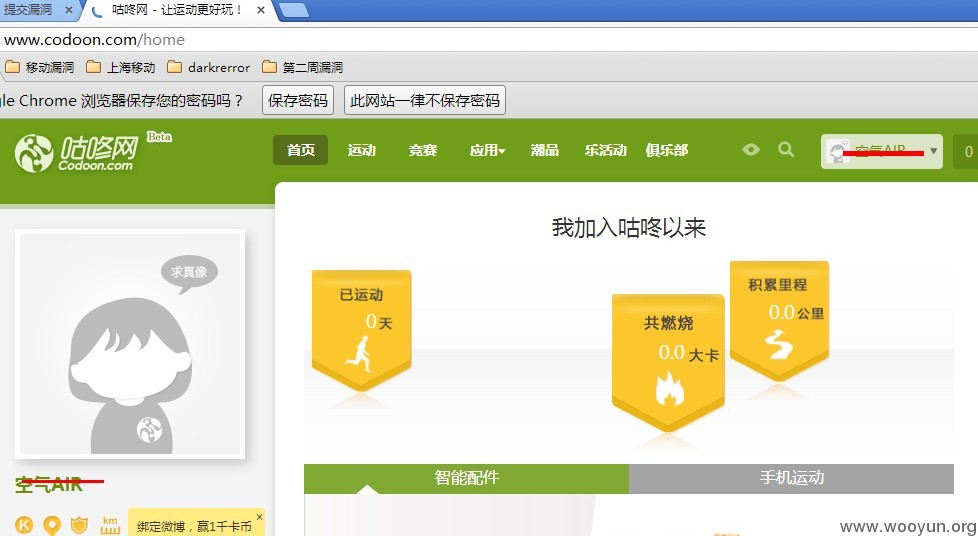 提交漏洞 ×
咕咚网 - 让运动更好玩！ ×
www.codoon.com/home
移动漏洞 上海移动 darkrerror 第二周漏洞
gle Chrome 浏览器保存您的密码吗？ 保存密码 此网站一律不保存密码
咕咚网 Beta
Codoon.com
首页 运动 竞赛 应用 潮品 乐活动 俱乐部 空气AIR 0
求真像
我加入咕咚以来
已运动
0 天
共燃烧
0.0 大卡
积累里程
0.0 公里
空气AIR
智能配件 手机运动
K km
绑定微博，赢1千卡币 ×
www.wooyun.org